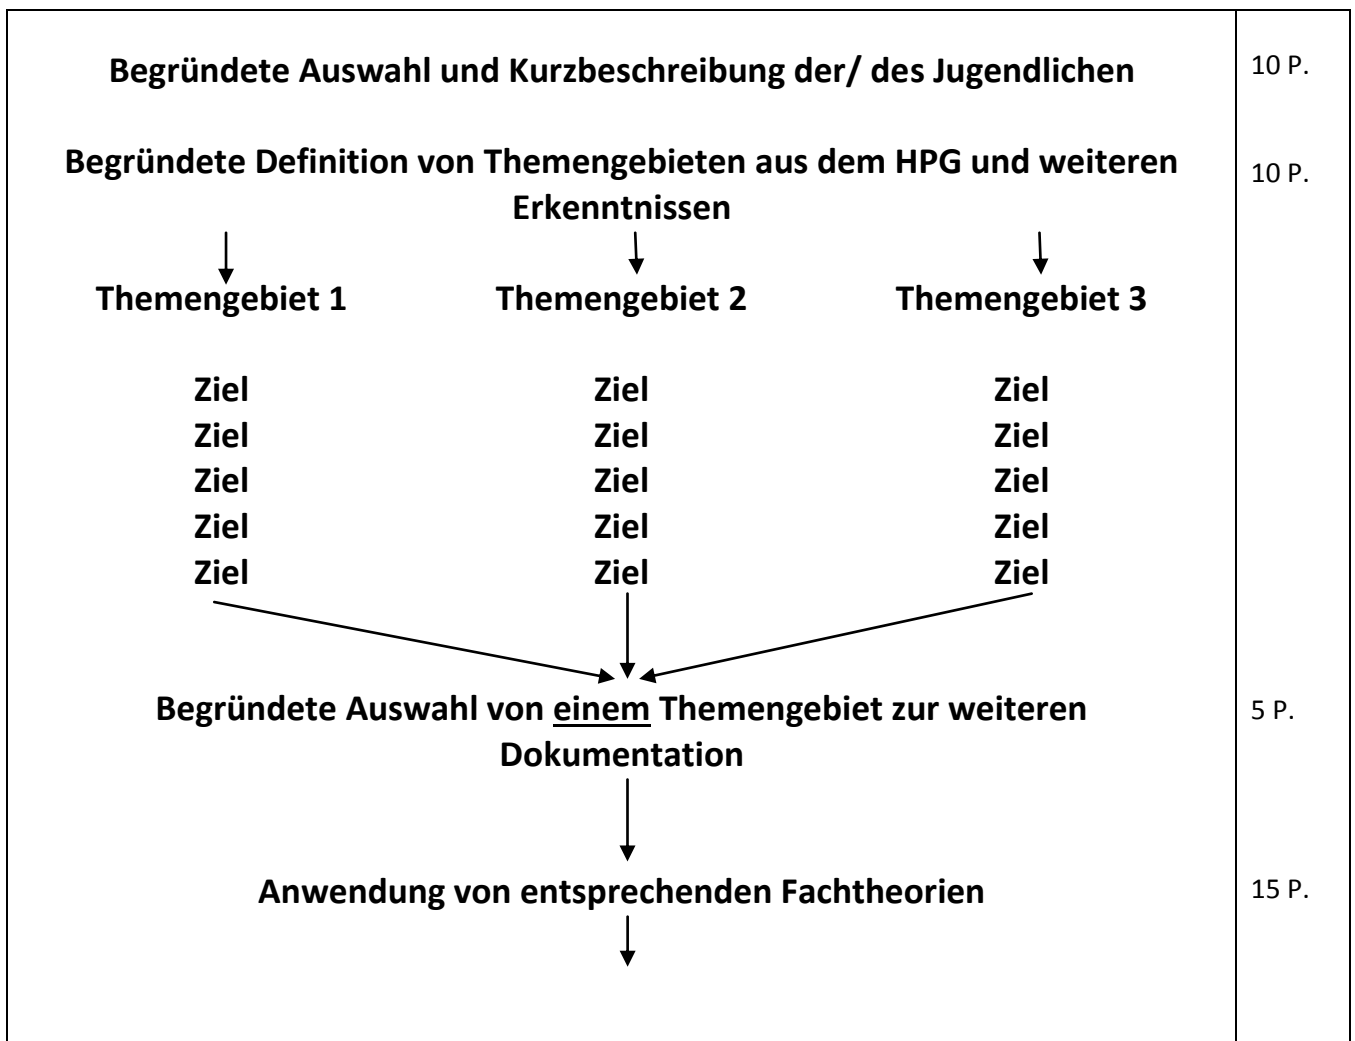 Begründete Auswahl und Kurzbeschreibung der/ des Jugendlichen 10 P.
Begründete Definition von Themengebieten aus dem HPG und weiteren 10 P.
Erkenntnissen
Themengebiet 1 Themengebiet 2 Themengebiet 3
Ziel Ziel Ziel
Ziel Ziel Ziel
Ziel Ziel Ziel
Ziel Ziel Ziel
Ziel Ziel Ziel
Begründete Auswahl von einem Themengebiet zur weiteren 5 P.
Dokumentation
Anwendung von entsprechenden Fachtheorien 15 P.